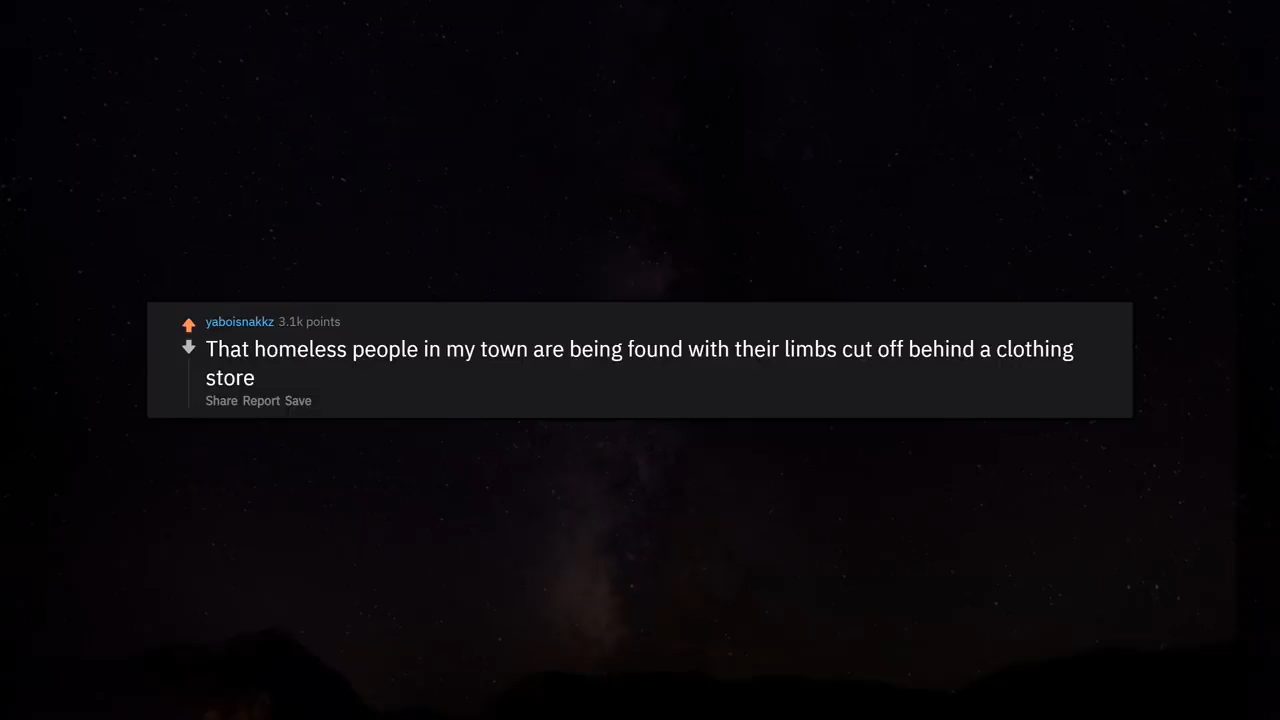 yaboisnakkz 3.1k points
That homeless people in my town are being found with their limbs cut off behind a clothing
store
Share Report Save